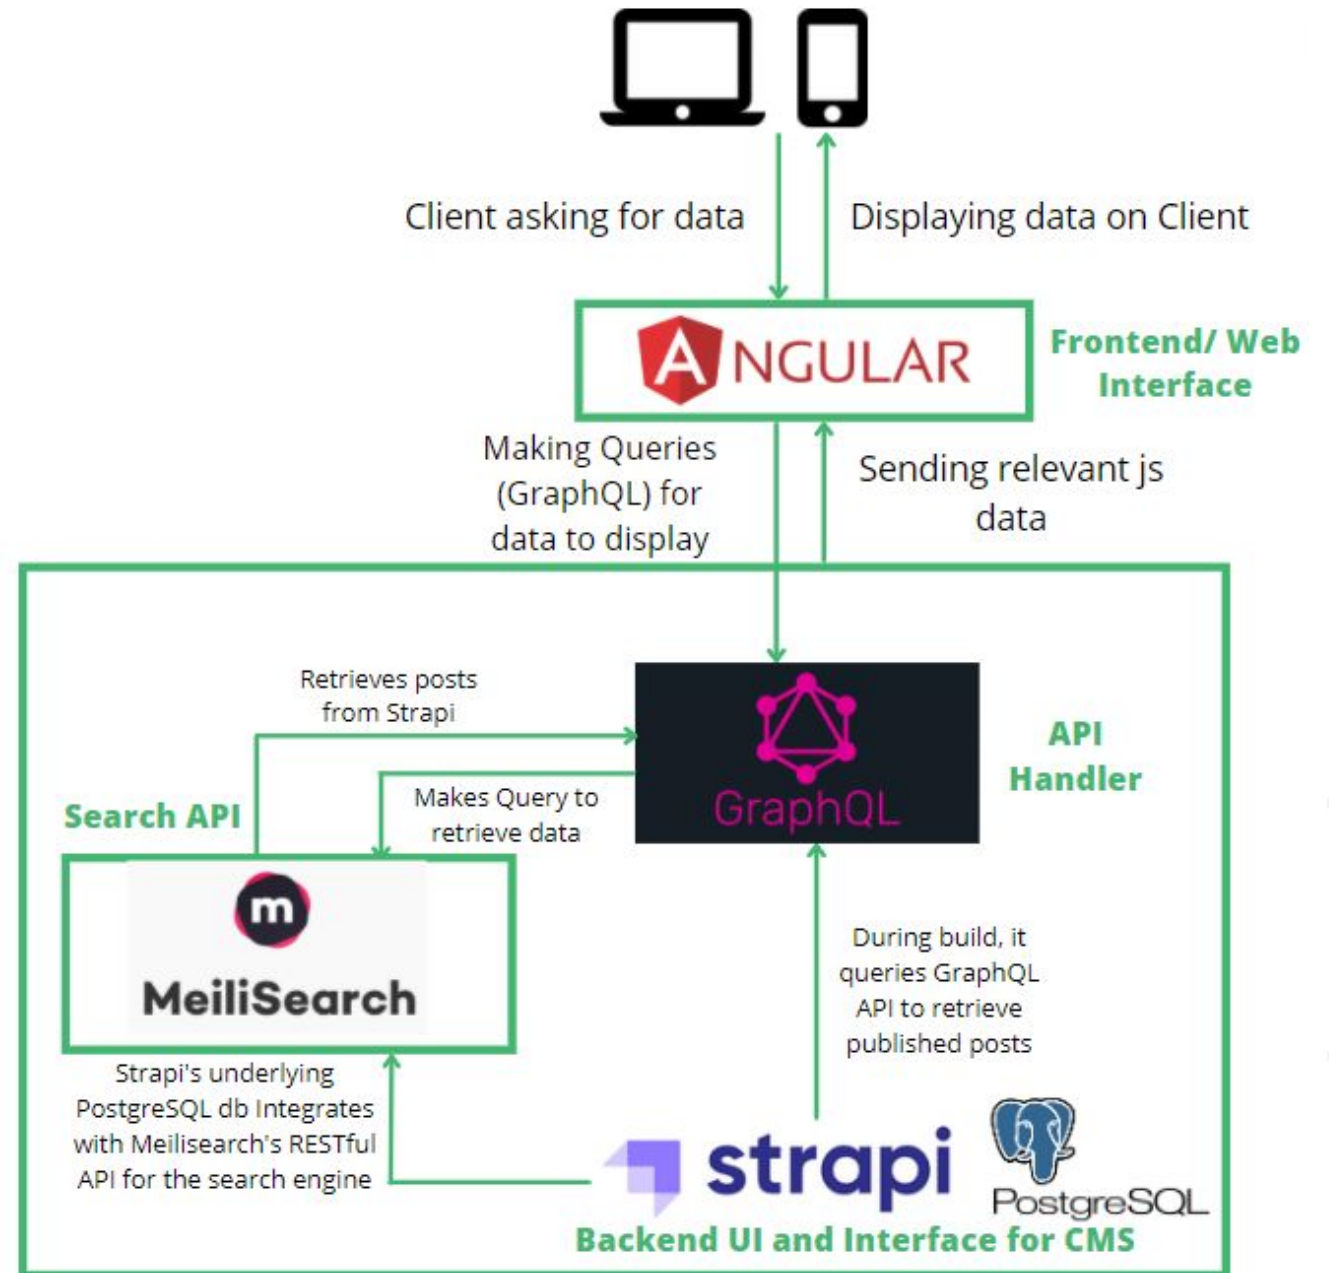 Client asking for data
Displaying data on Client
ANGULAR
Frontend/ Web
Interface
Making Queries
(GraphQL) for
data to display
Sending relevant js
data
Retrieves posts
from Strapi
API
Handler
GraphQL
Makes Query to
retrieve data
Search API
m
MeiliSearch
During build, it
queries GraphQL
API to retrieve
published posts
Strapi's underlying
PostgreSQL db Integrates
with Meilisearch's RESTful
API for the search engine
strapi
PostgreSQL
Backend UI and Interface for CMS